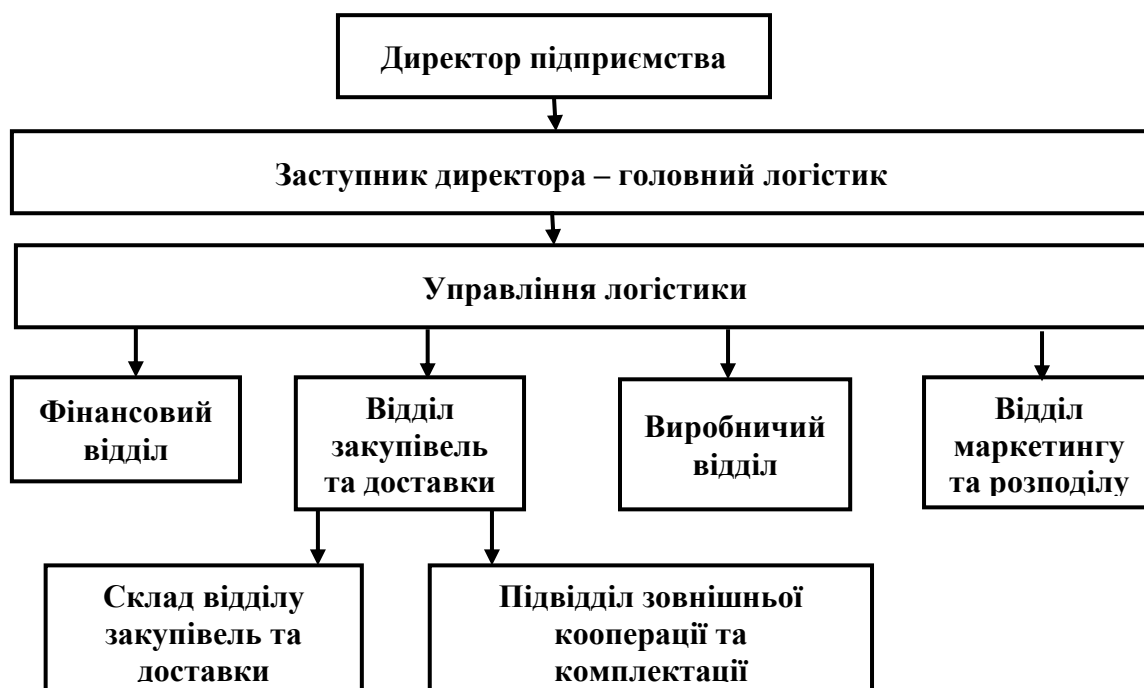 Директор підприємства
Заступник директора – головний логістик
Управління логістики
Фінансовий
відділ
Відділ
закупівель
та доставки
Виробничий
відділ
Відділ
маркетингу
та розподілу
Склад відділу
закупівель та
доставки
Підвідділ зовнішньої
кооперації та
комплектації